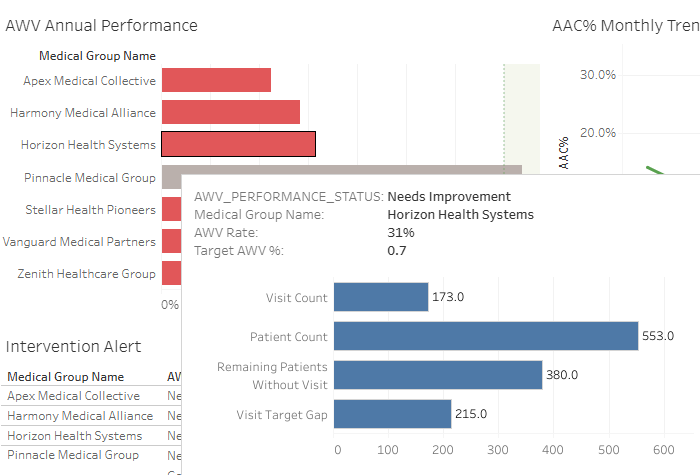 AWV Annual Performance
AAC% Monthly Tren
Medical Group Name
Apex Medical Collective
Harmony Medical Alliance
Horizon Health Systems
Pinnacle Medical Group
Stellar Health Pioneers
Vanguard Medical Partners
Zenith Healthcare Group
0%
30.0%
20.0%
AAC%
AWV_PERFORMANCE_STATUS: Needs Improvement
Medical Group Name: Horizon Health Systems
AWV Rate: 31%
Target AWV %: 0.7
Visit Count 173.0
Patient Count 553.0
Remaining Patients
Without Visit 380.0
Visit Target Gap 215.0
0 100 200 300 400 500 600
Intervention Alert
Medical Group Name AW
Apex Medical Collective Ne
Harmony Medical Alliance Ne
Horizon Health Systems Ne
Pinnacle Medical Group Ne